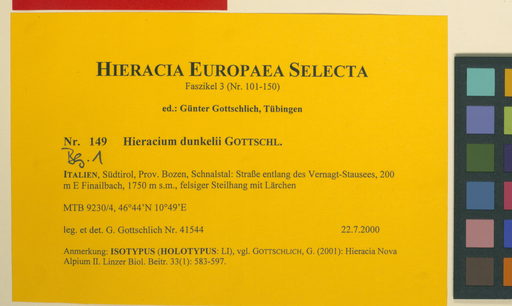 HIERACIA EUROPAEA SELECTA
Faszikel 3 (Nr. 101-150)
ed.: Günter Gottschlich, Tübingen
Nr. 149 Hieracium dunkelii GOTTSCHL.
Bg. 1
ITALIEN, Südtirol, Prov. Bozen, Schnalstal: Straße entlang des Vernagt-Stausees, 200
m E Finailbach, 1750 m s.m., felsiger Steilhang mit Lärchen
MTB 9230/4, 46°44'N 10°49'E
leg. et det. G. Gottschlich Nr. 41544 22.7.2000
Anmerkung: ISOTYPUS (HOLOTYPUS: LI), vgl. GOTTSCHLICH, G. (2001): Hieracia Nova
Alpium II. Linzer Biol. Beitr. 33(1): 583-597.